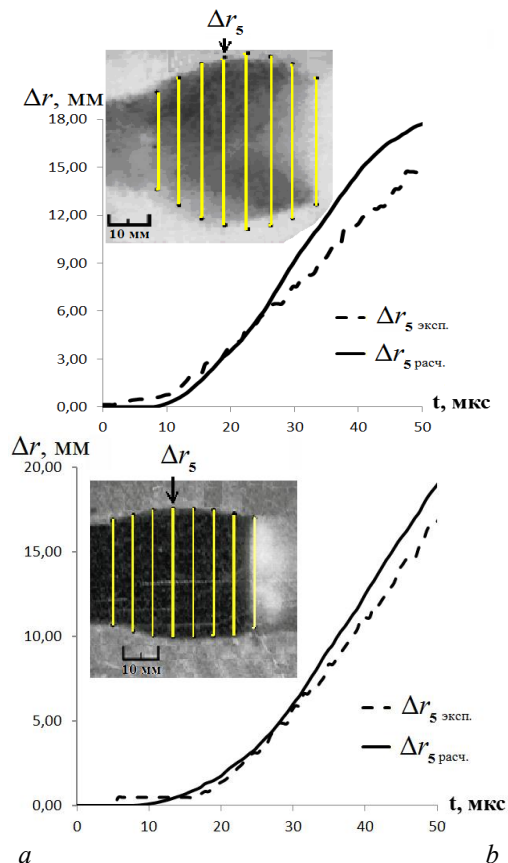 Δr₅
Δr, мм
18,00
15,00
12,00
9,00
6,00
3,00
0,00
10 мм
Δr₅ эксп.
Δr₅ расч.
t, мкс
0 10 20 30 40 50
Δr, мм
Δr₅
20,00
15,00
10,00
5,00
0,00
10 мм
Δr₅ эксп.
Δr₅ расч.
t, мкс
0 10 20 30 40 50
a b